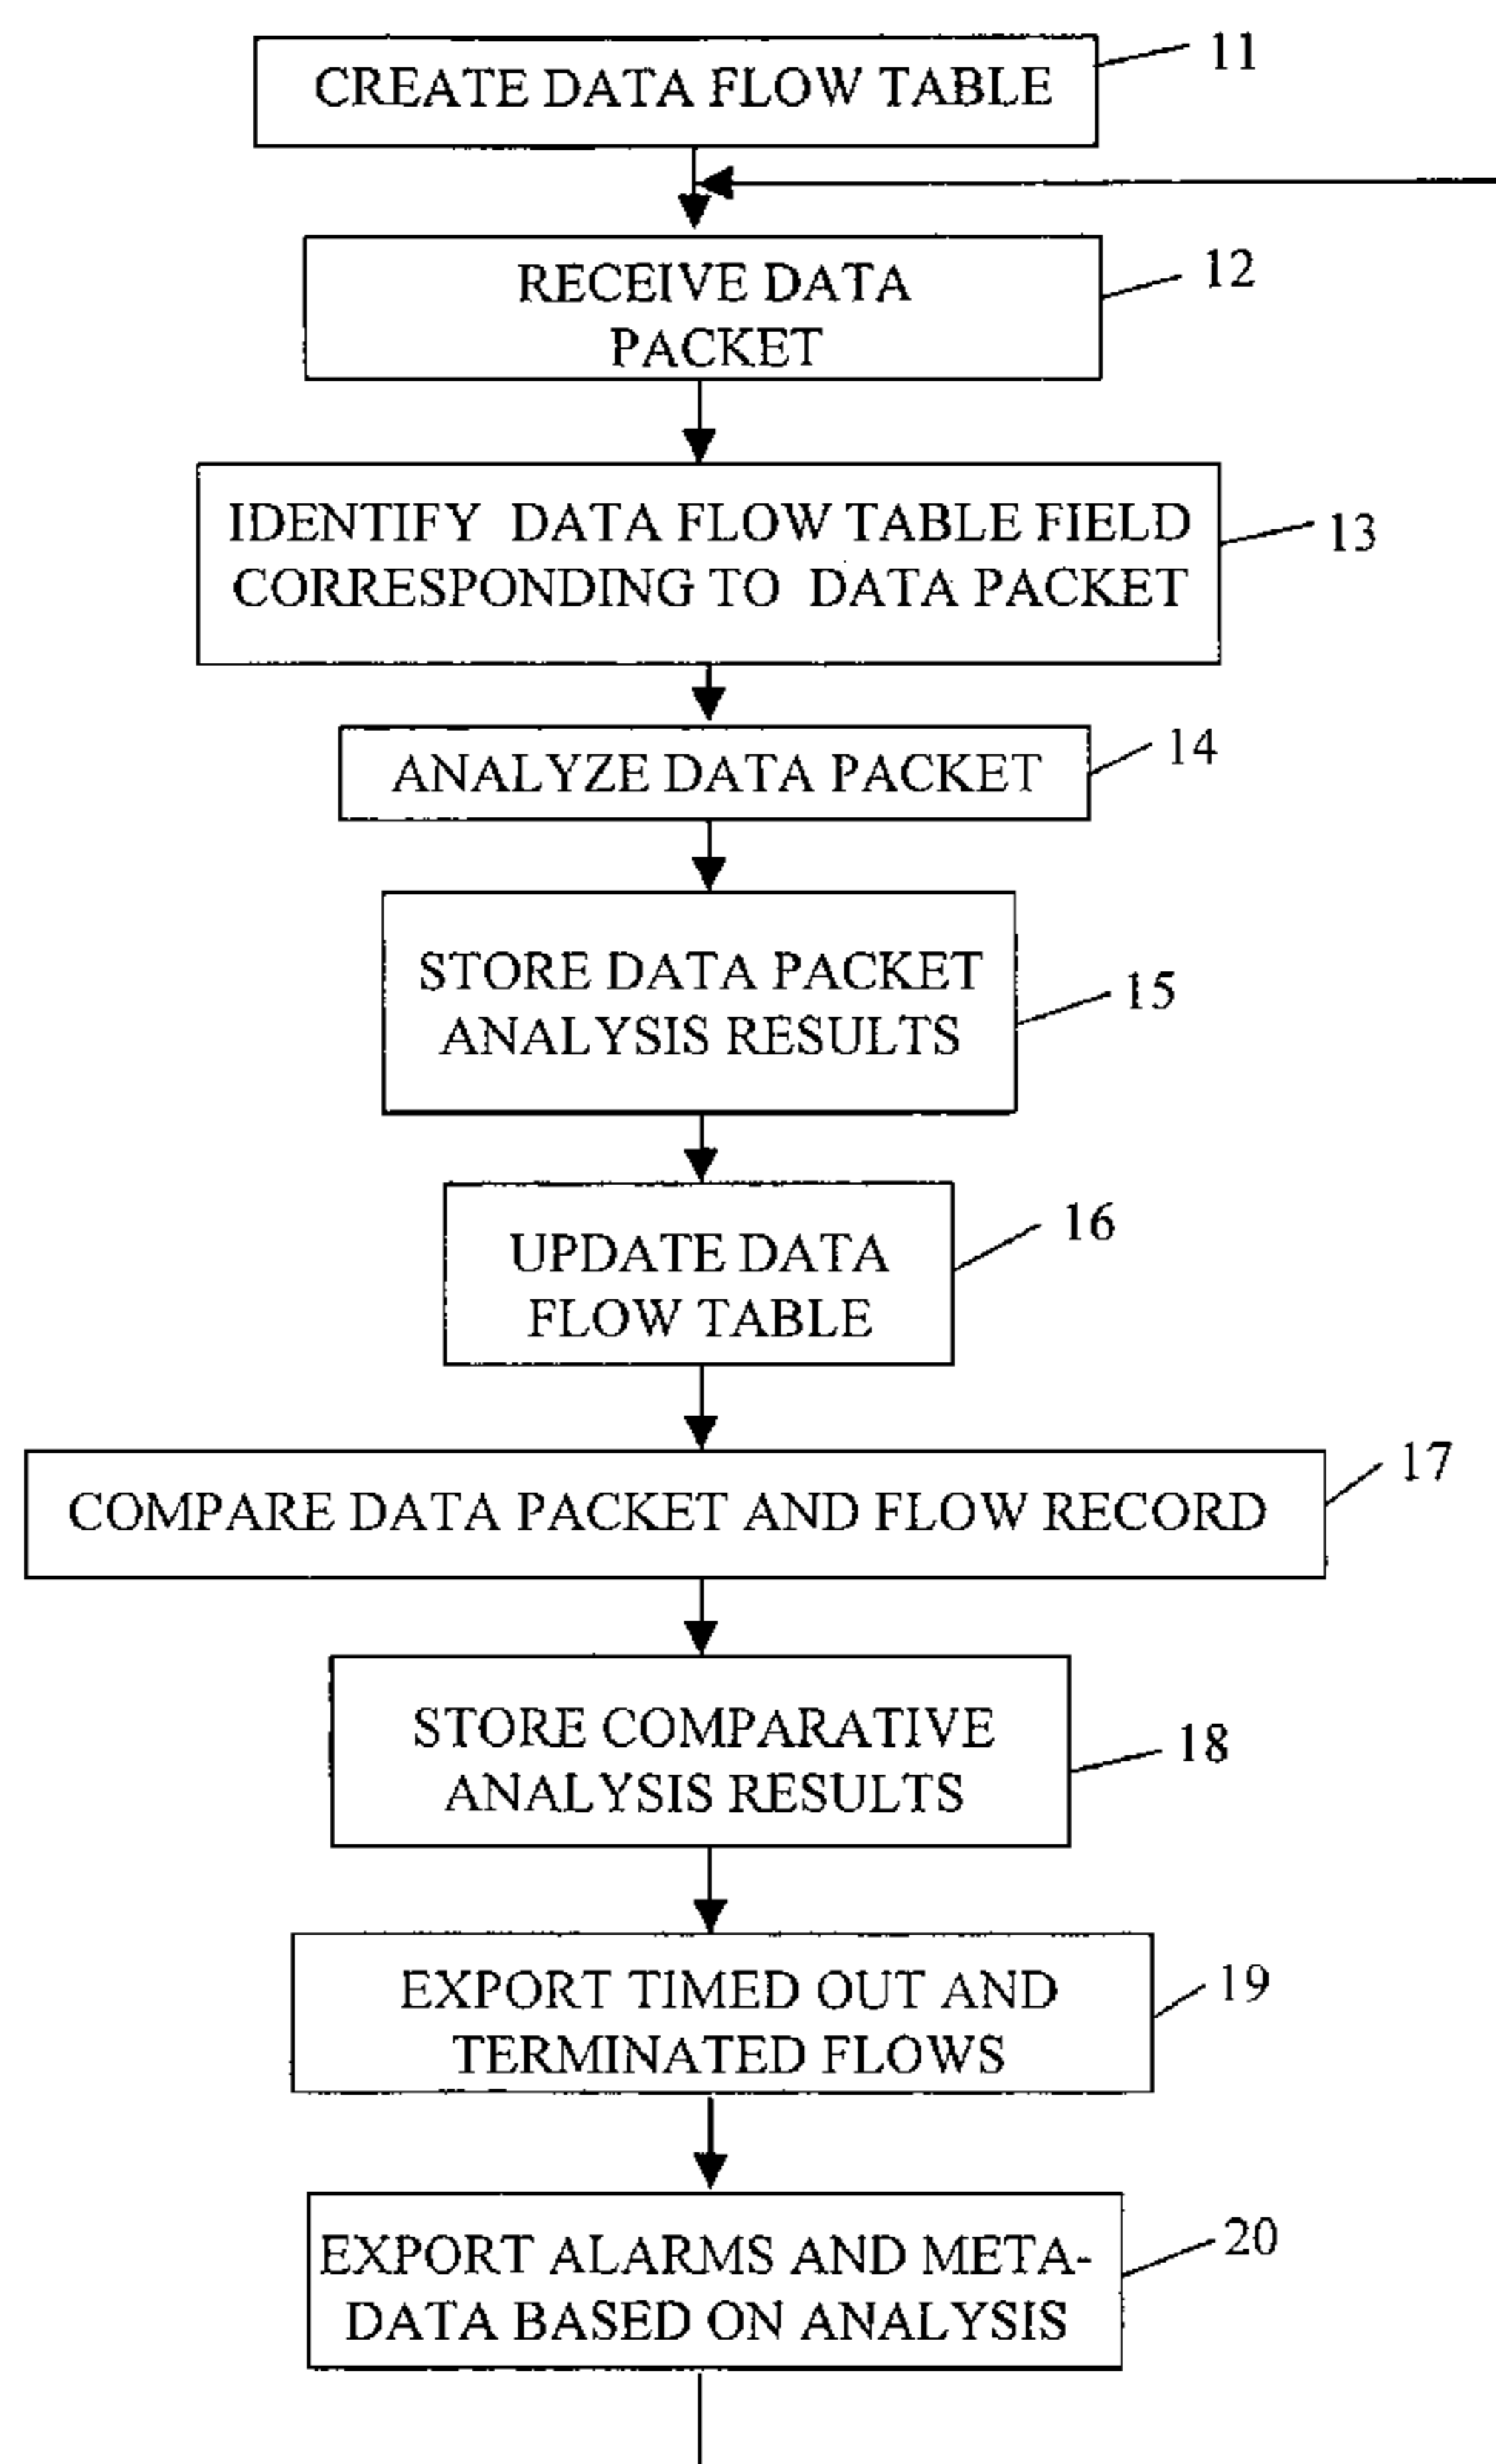 CREATE DATA FLOW TABLE
11
RECEIVE DATA
PACKET
12
IDENTIFY DATA FLOW TABLE FIELD
CORRESPONDING TO DATA PACKET
13
ANALYZE DATA PACKET
14
STORE DATA PACKET
ANALYSIS RESULTS
15
UPDATE DATA
FLOW TABLE
16
COMPARE DATA PACKET AND FLOW RECORD
17
STORE COMPARATIVE
ANALYSIS RESULTS
18
EXPORT TIMED OUT AND
TERMINATED FLOWS
19
EXPORT ALARMS AND META-
DATA BASED ON ANALYSIS
20